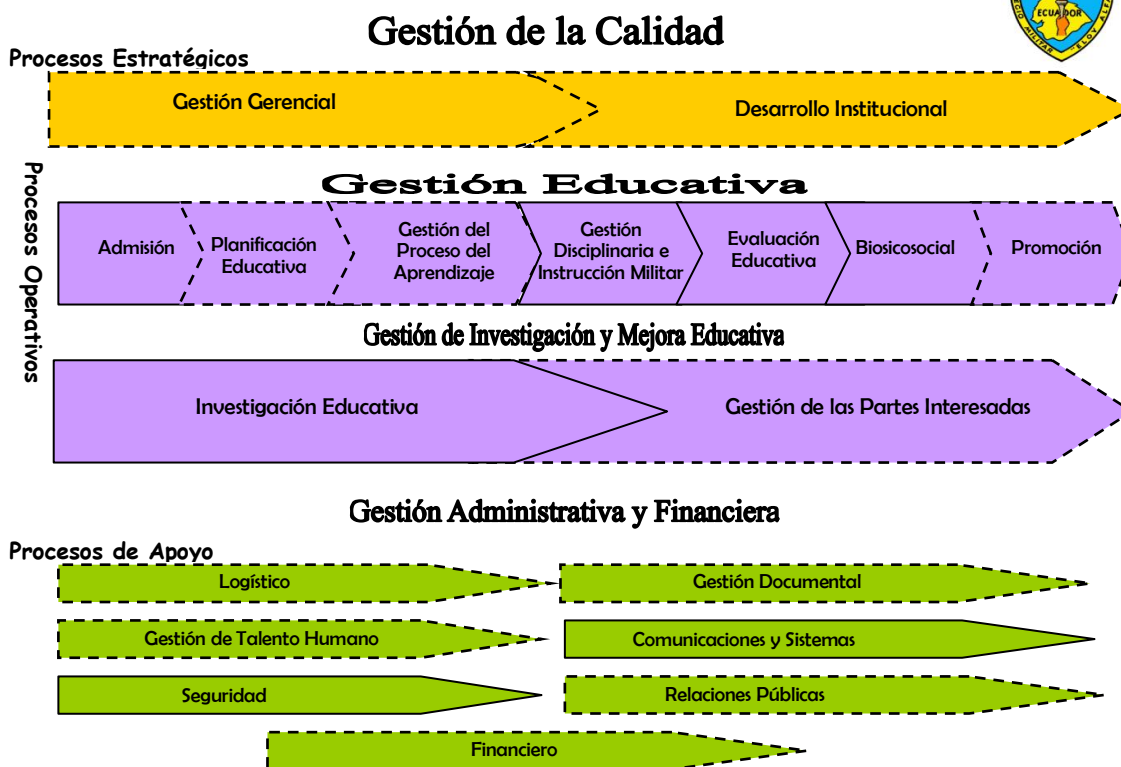 Gestión de la Calidad
ECUADOR
MILITAR "ELOY ALFA
Procesos Estratégicos
Gestión Gerencial
Desarrollo Institucional
Procesos Operativos
Gestión Educativa
Admisión
Planificación
Educativa
Gestión del
Proceso del
Aprendizaje
Gestión
Disciplinaria e
Instrucción Militar
Evaluación
Educativa
Biosicosocial
Promoción
Gestión de Investigación y Mejora Educativa
Investigación Educativa
Gestión de las Partes Interesadas
Gestión Administrativa y Financiera
Procesos de Apoyo
Logístico
Gestión Documental
Gestión de Talento Humano
Comunicaciones y Sistemas
Seguridad
Relaciones Públicas
Financiero